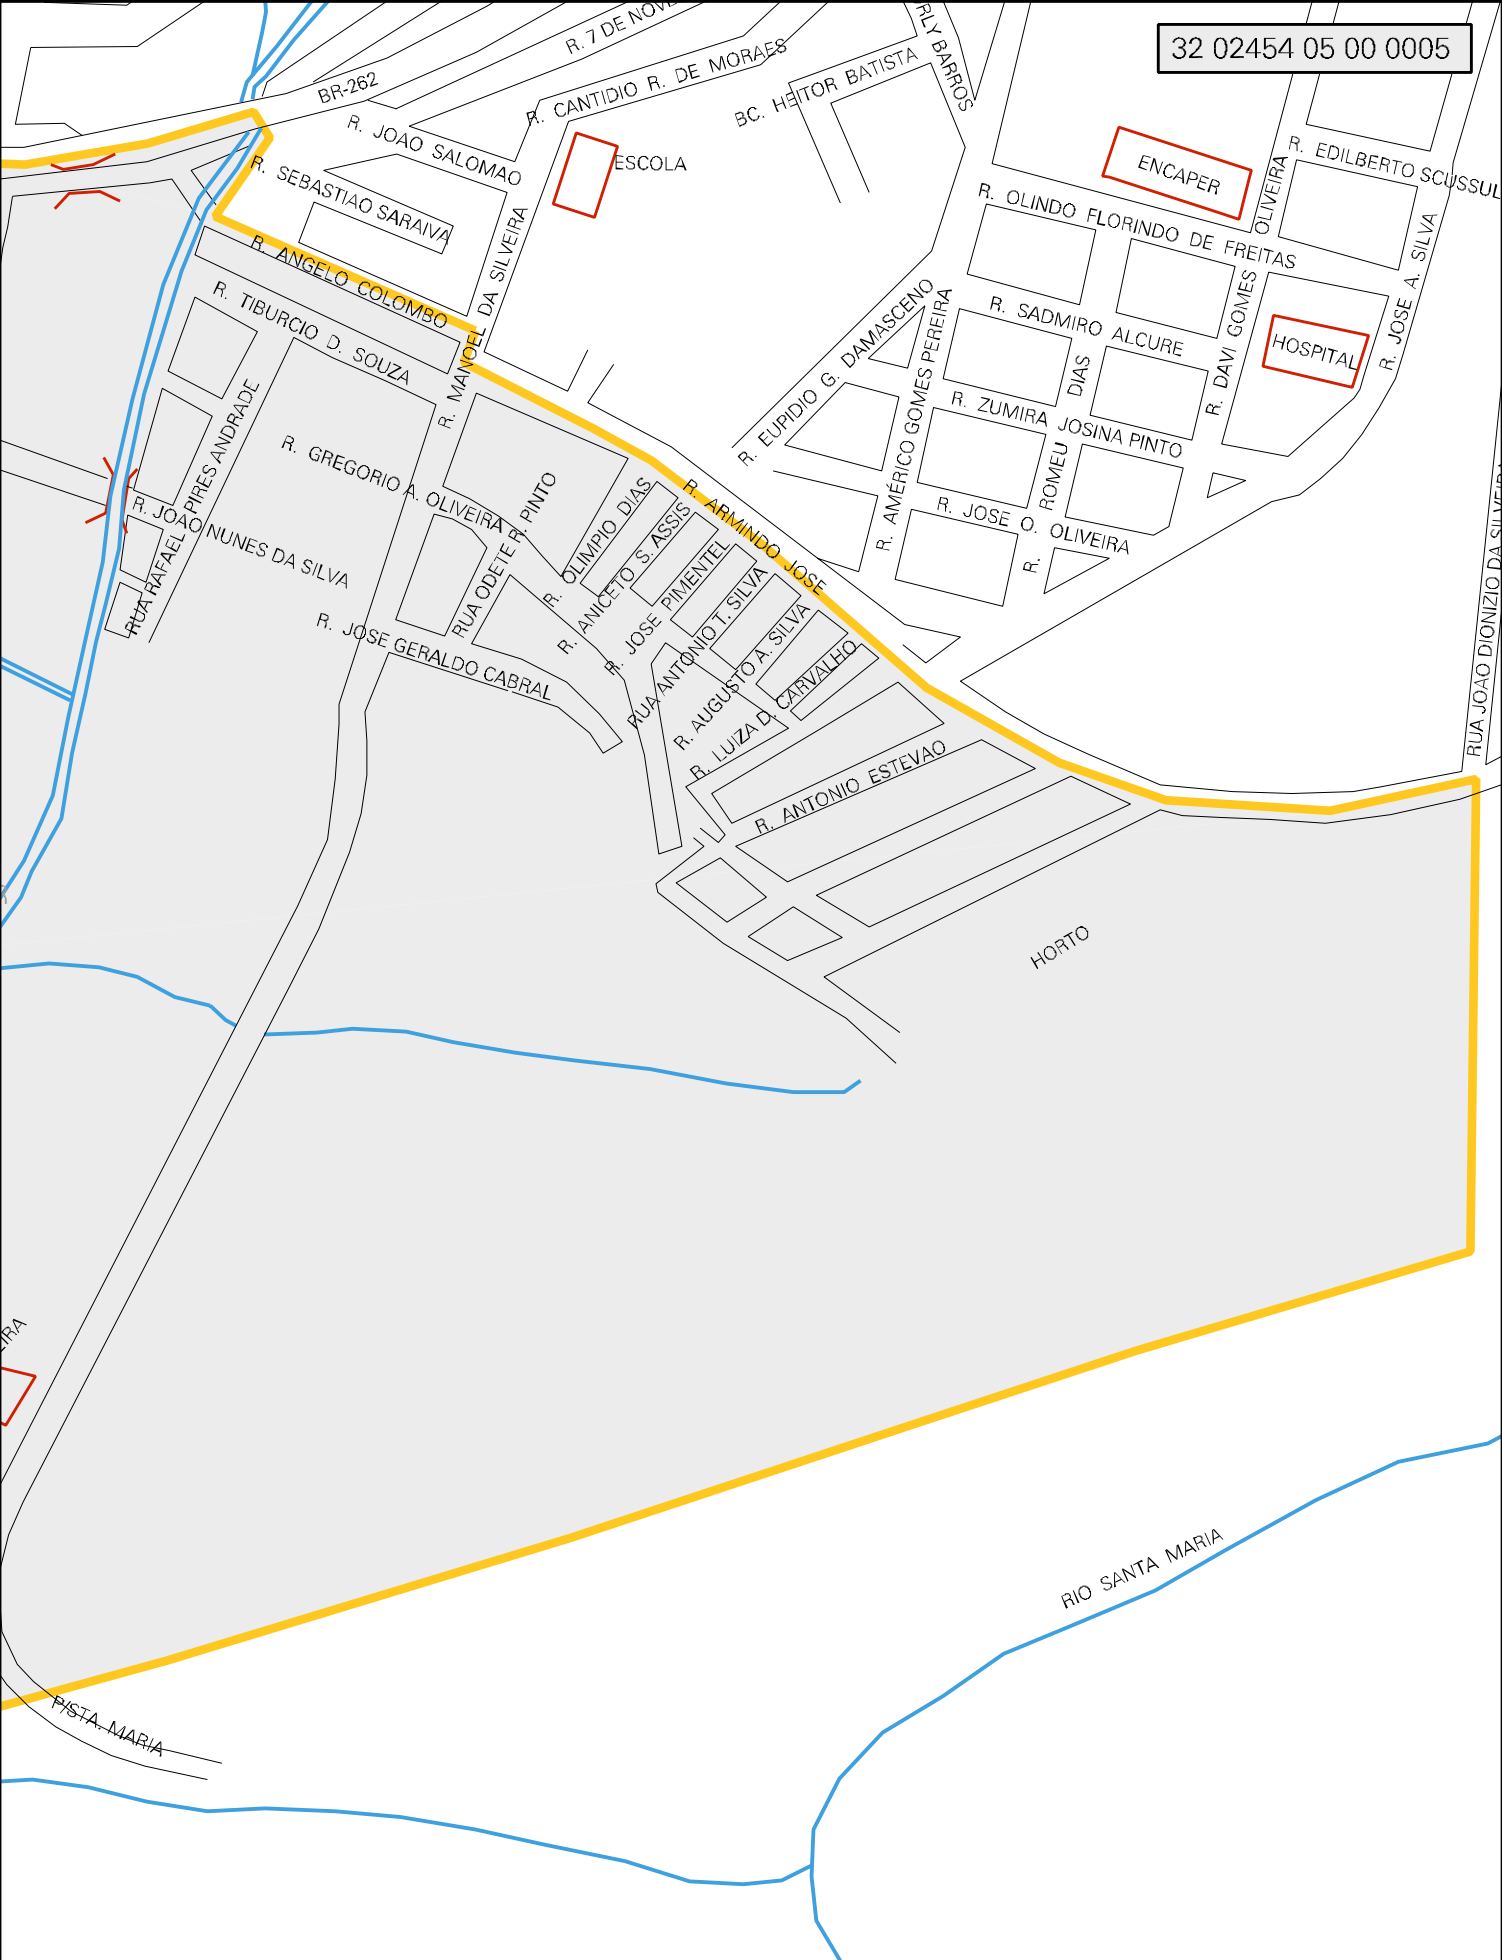 32 02454 05 00 0005
BR-262
R. 7 DE
R. CANTIDIO R. DE MORAES
BC. HEITOR BATISTA
BARROS
R. JOAO SALOMAO
ESCOLA
ENCAPER
R. EDILBERTO
R. SEBASTIAO SARAIVA
R. OLINDO FLORINDO DE FREITAS
R. DAVI GOMES OLIVEIRA
R. JOSE A. SILVA
R. ANGELO COLOMBO
R. MANOEL DA SILVEIRA
R. TIBURCIO D. SOUZA
R. EUPIDIO G. DAMASCENO
R. AMÉRICO GOMES PEREIRA
R. SADMIRO ALCURE
HOSPITAL
R. ROMEU DIAS
R. ZUMIRA JOSINA PINTO
R. JOSE O. OLIVEIRA
RUA RAFAEL PIRES ANDRADE
R. GREGORIO A. OLIVEIRA
R. JOAO NUNES DA SILVA
RUA ODETE R. PINTO
R. OLIMPIO DIAS
R. ANICETO S. ASSIS
R. ARMINDO JOSE
R. JOSE PIMENTEL
RUA ANTONIO T. SILVA
R. AUGUSTO A. SILVA
R. LUIZA D. CARVALHO
R. JOSE GERALDO CABRAL
RUA JOAO DIONIZIO DA SILVEIRA
R. ANTONIO ESTEVAO
HORTO
RIO SANTA MARIA
P/STA. MARIA